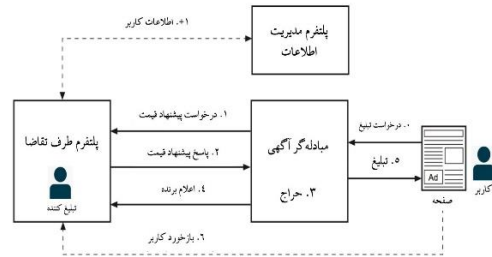 ۱+. اطلاعات کاربر
پلتفرم مدیریت
اطلاعات
پلتفرم طرف تقاضا
تبلیغ کننده
۱. درخواست پیشنهاد قیمت
۲. پاسخ پیشنهاد قیمت
۴. اعلام برنده
مبادله‌گر آگهی
۳. حراج
۰. درخواست تبلیغ
۵. تبلیغ
Ad
صفحه
کاربر
۶. بازخورد کاربر